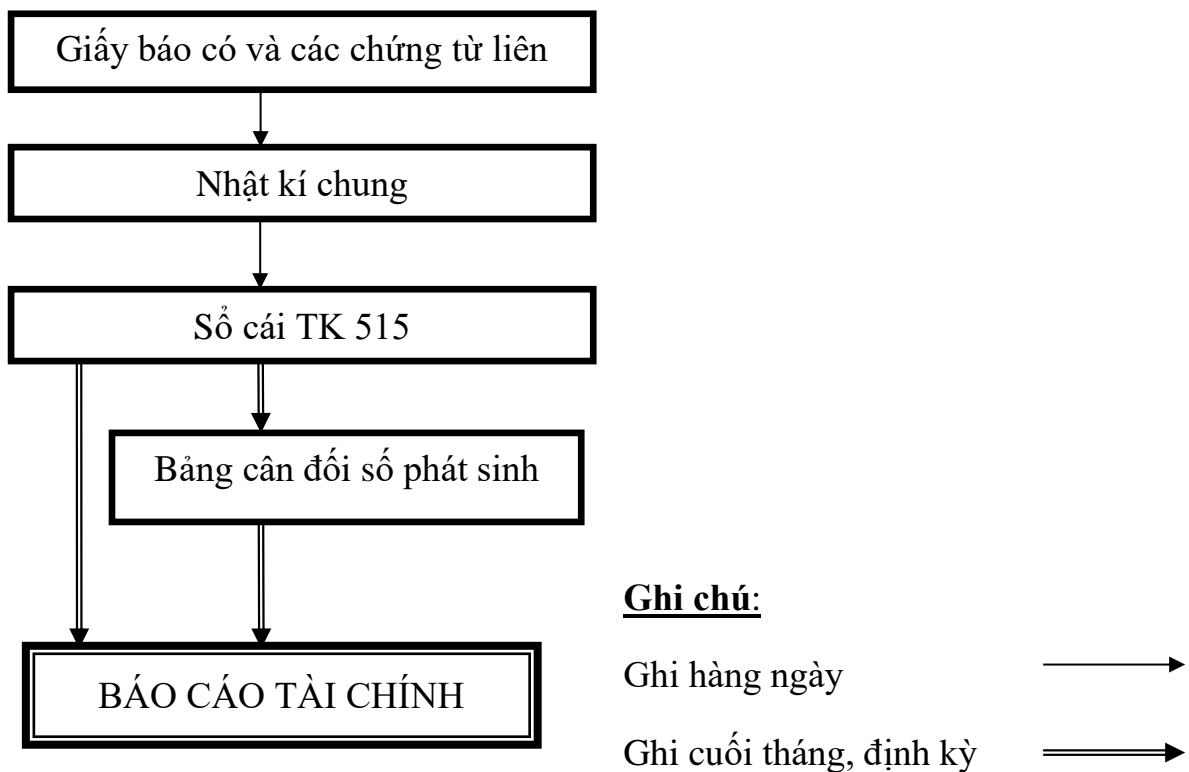 Giấy báo có và các chứng từ liên
Nhật kí chung
Sổ cái TK 515
Bảng cân đối số phát sinh
BÁO CÁO TÀI CHÍNH
Ghi chú:
Ghi hàng ngày
Ghi cuối tháng, định kỳ